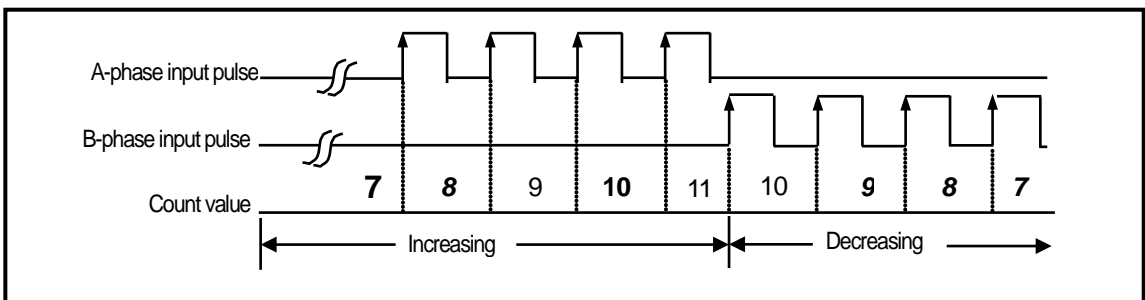 A-phase input pulse
B-phase input pulse
Count value 7 8 9 10 11 10 9 8 7
Increasing Decreasing